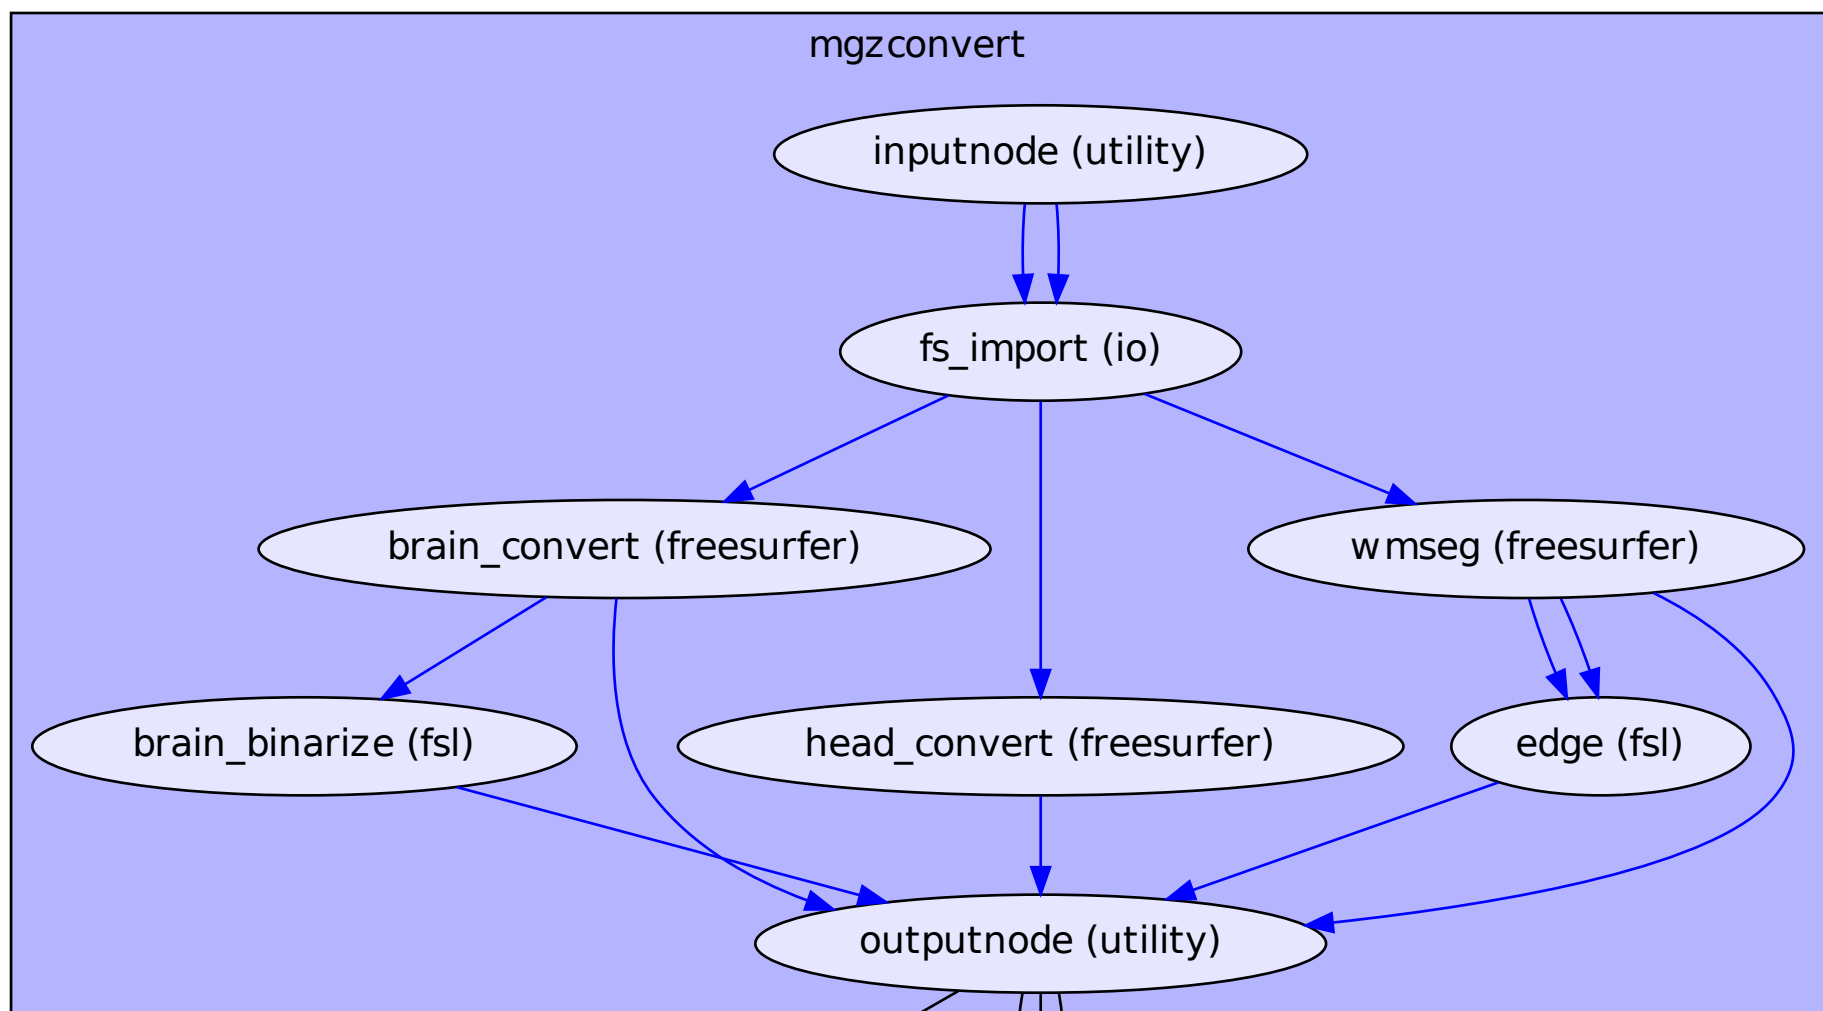 mgzconvert
inputnode (utility)
fs_import (io)
brain_convert (freesurfer)
wmseg (freesurfer)
brain_binarize (fsl)
head_convert (freesurfer)
edge (fsl)
outputnode (utility)